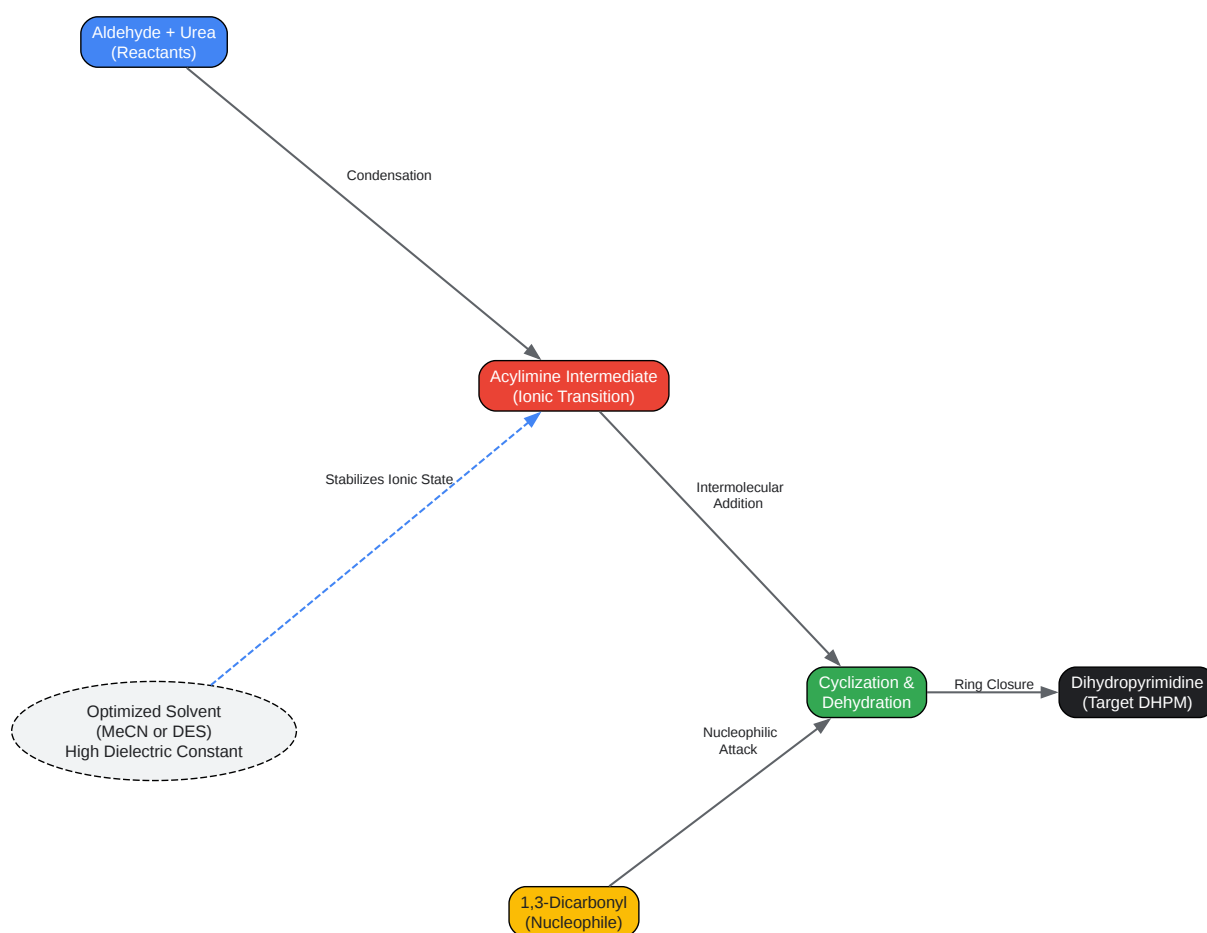 Aldehyde + Urea
(Reactants)
Condensation
Acylimine Intermediate
(Ionic Transition)
Stabilizes Ionic State
Intermolecular
Addition
Optimized Solvent
(MeCN or DES)
High Dielectric Constant
Cyclization &
Dehydration
Ring Closure
Dihydropyrimidine
(Target DHPM)
Nucleophilic
Attack
1,3-Dicarbonyl
(Nucleophile)